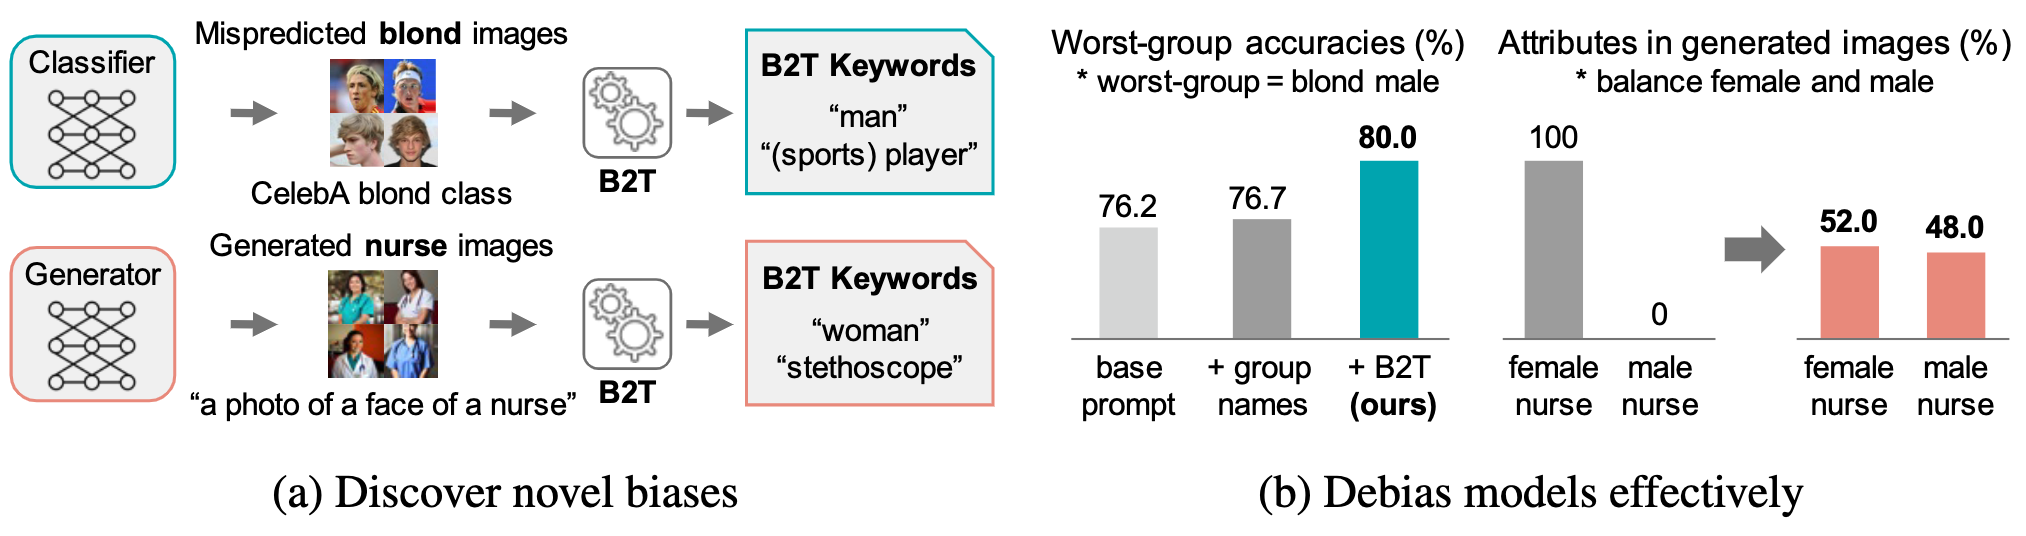 Classifier
Mispredicted blond images
CelebA blond class
B2T
B2T Keywords
“man”
“(sports) player”
Generator
Generated nurse images
“a photo of a face of a nurse”
B2T
B2T Keywords
“woman”
“stethoscope”
(a) Discover novel biases
Worst-group accuracies (%)
* worst-group = blond male
76.2
76.7
80.0
base
prompt
+ group
names
+ B2T
(ours)
Attributes in generated images (%)
* balance female and male
100
0
52.0
48.0
female
nurse
male
nurse
female
nurse
male
nurse
(b) Debias models effectively